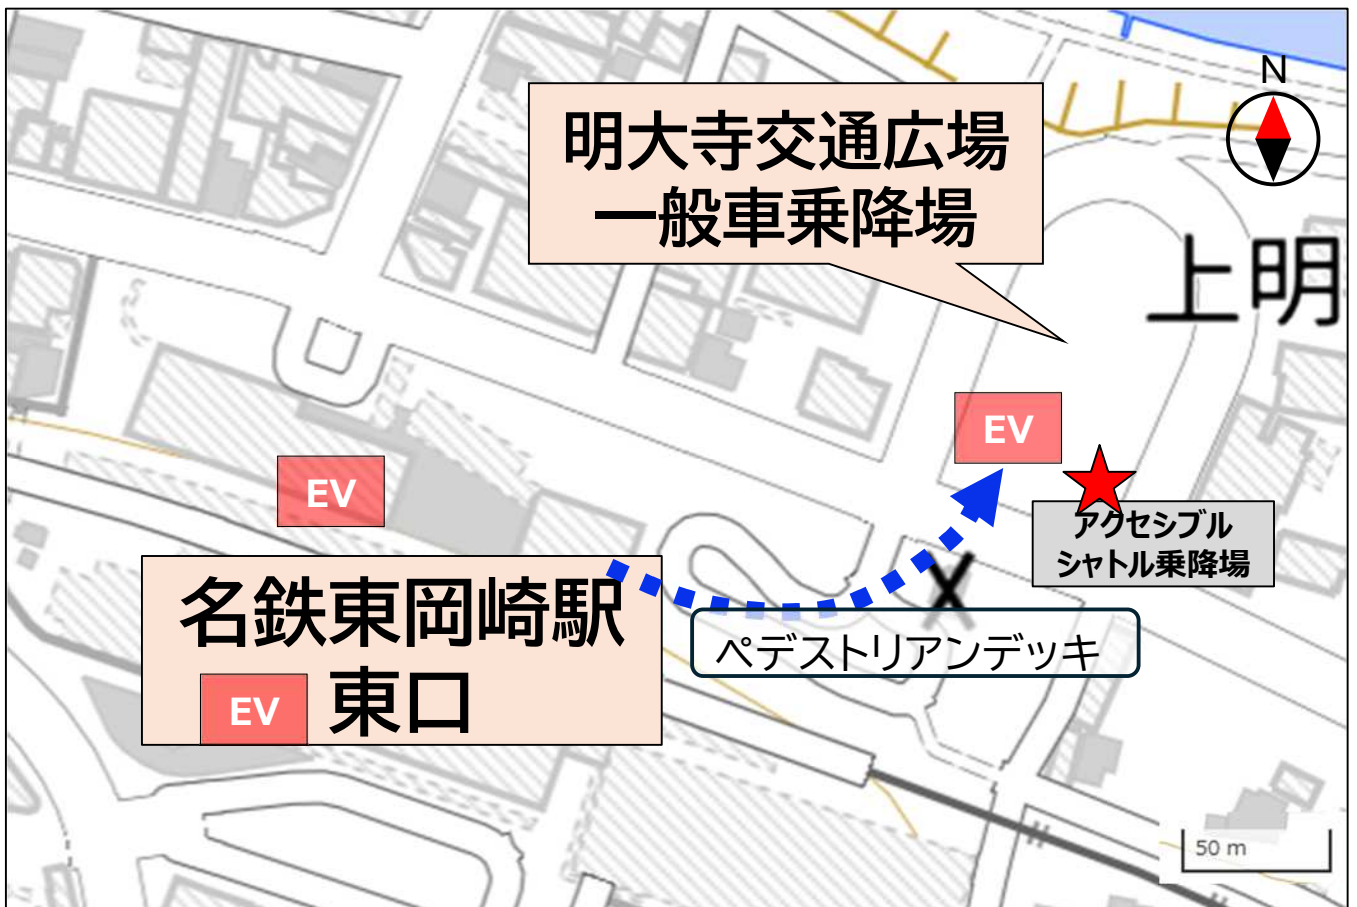 N
明大寺交通広場
一般車乗降場
上明
EV
EV
アクセシブル
シャトル乗降場
名鉄東岡崎駅
EV 東口
ペデストリアンデッキ
50 m